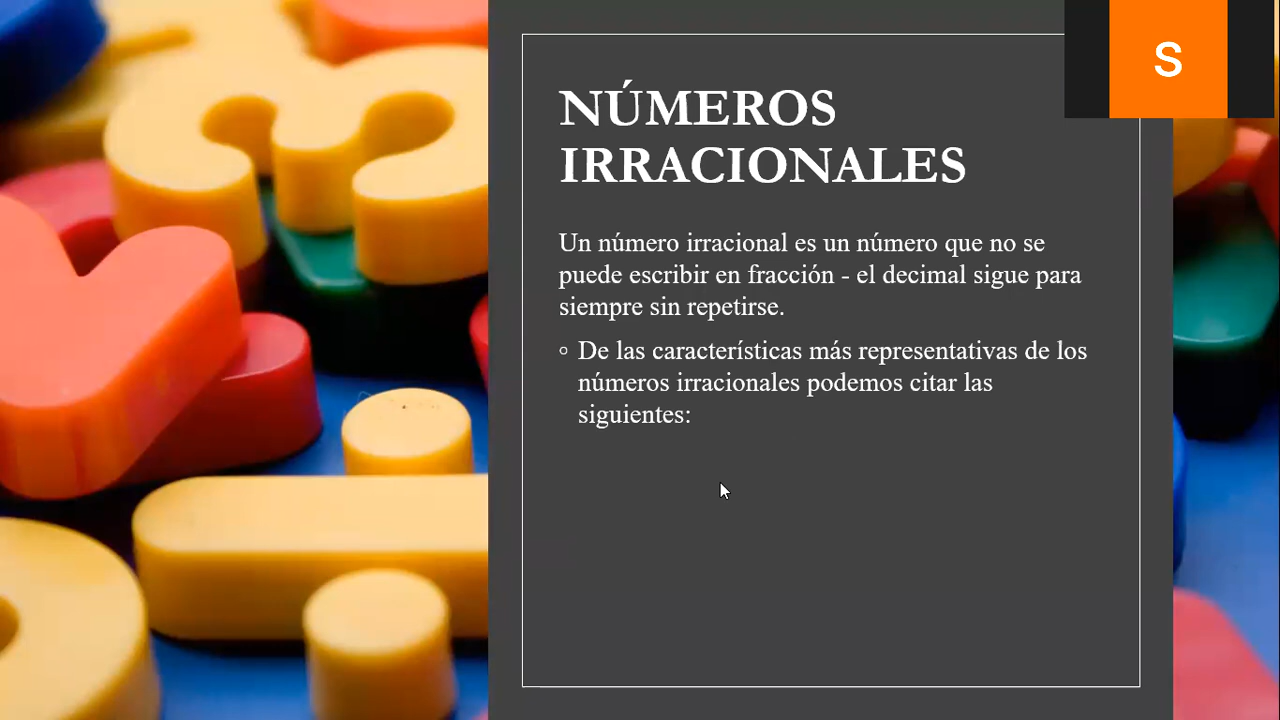 S
NÚMEROS
IRRACIONALES
Un número irracional es un número que no se
puede escribir en fracción - el decimal sigue para
siempre sin repetirse.
◦ De las características más representativas de los
números irracionales podemos citar las
siguientes: